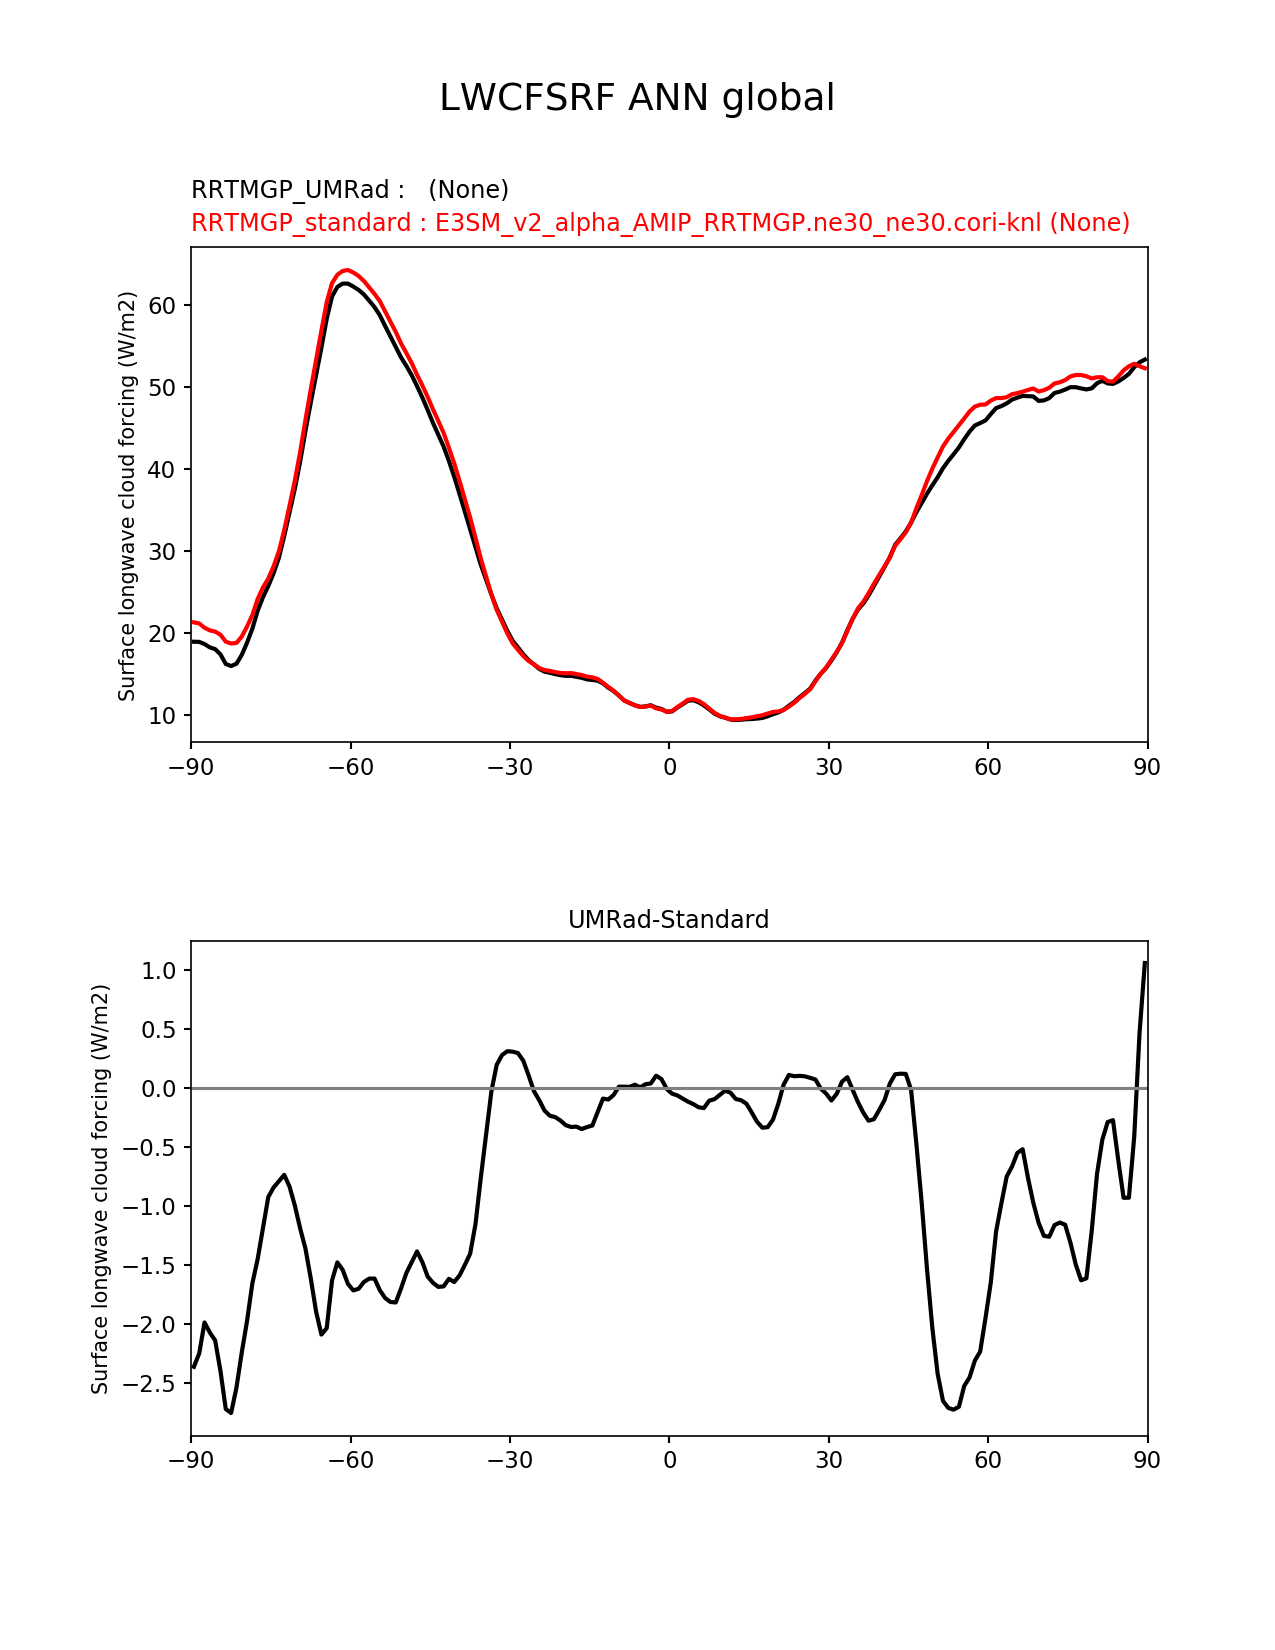 LWCFSRF ANN global
RRTMGP_UMRad :   (None)
RRTMGP_standard : E3SM_v2_alpha_AMIP_RRTMGP.ne30_ne30.cori-knl (None)
Surface longwave cloud forcing (W/m2)
60
50
40
30
20
10
−90 −60 −30 0 30 60 90
UMRad-Standard
Surface longwave cloud forcing (W/m2)
1.0
0.5
0.0
−0.5
−1.0
−1.5
−2.0
−2.5
−90 −60 −30 0 30 60 90